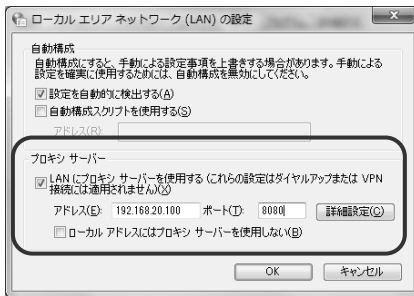 ローカル エリア ネットワーク (LAN) の設定
自動構成
自動構成にすると、手動による設定事項を上書きする場合があります。手動による
設定を確実に使用するためには、自動構成を無効にしてください。
設定を自動的に検出する(A)
自動構成スクリプトを使用する(S)
アドレス(R):
プロキシ サーバー
LAN にプロキシ サーバーを使用する (これらの設定はダイヤルアップまたは VPN
接続には適用されません)(X)
アドレス(E): 192.168.20.100 ポート(T): 8080 詳細設定(C)
ローカル アドレスにはプロキシ サーバーを使用しない(B)
OK キャンセル